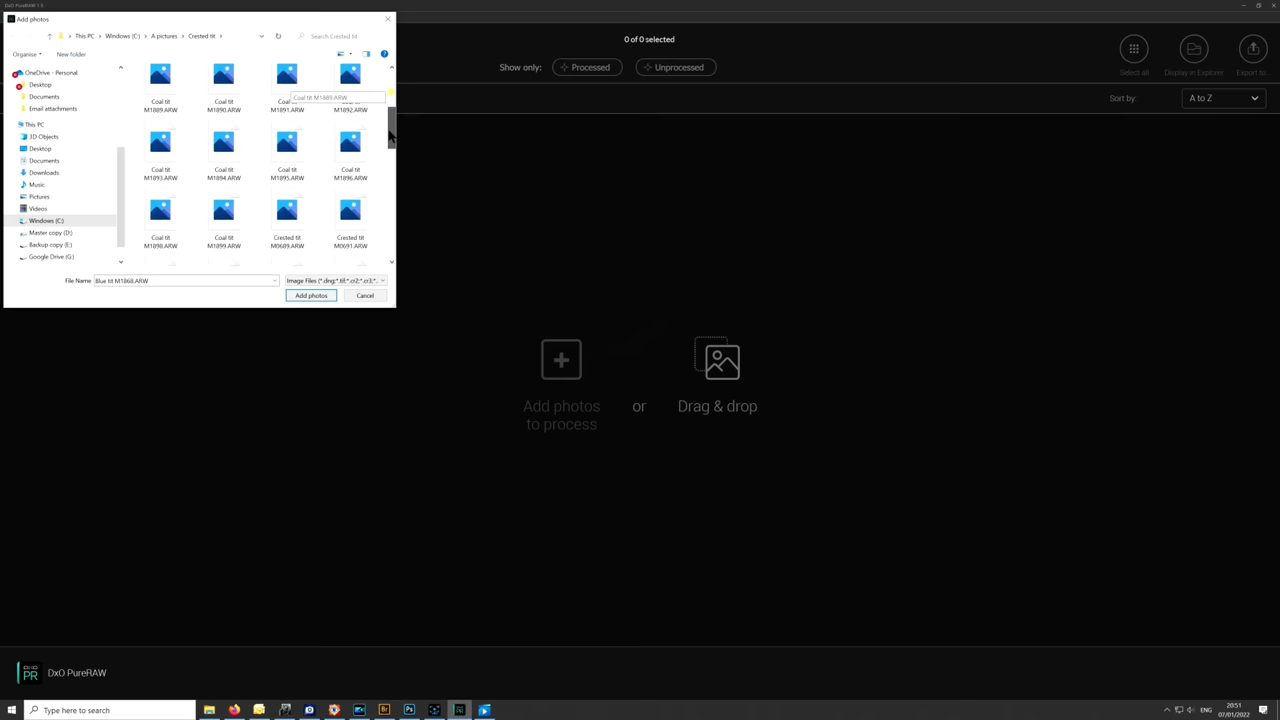 DxO PureRAW 1.5
Add photos
This PC > Windows (C:) > A pictures > Crested tit >
Search Crested tit
Organise
New folder
OneDrive - Personal
Desktop
Documents
Email attachments
This PC
3D Objects
Desktop
Documents
Downloads
Music
Pictures
Videos
Windows (C:)
Master copy (D:)
Backup copy (E:)
Google Drive (G:)
Coal tit M1889.ARW
Coal tit
M1889.ARW
Coal tit
M1890.ARW
M1891.ARW
M1892.ARW
Coal tit
M1893.ARW
Coal tit
M1894.ARW
Coal tit
M1895.ARW
Coal tit
M1896.ARW
Coal tit
M1898.ARW
Coal tit
M1899.ARW
Crested tit
M0689.ARW
Crested tit
M0691.ARW
File Name
Blue tit M1868.ARW
Image Files (*.dng;*.tif;*.cr2;*.cr3;*.
Add photos
Cancel
0 of 0 selected
Show only:
Processed
Unprocessed
Select all
Export to...
Sort by:
A to Z
Add photos
to process
or
Drag & drop
PR
DxO PureRAW
Type here to search
Br
Ps
PR
ENG
20:51
07/01/2022